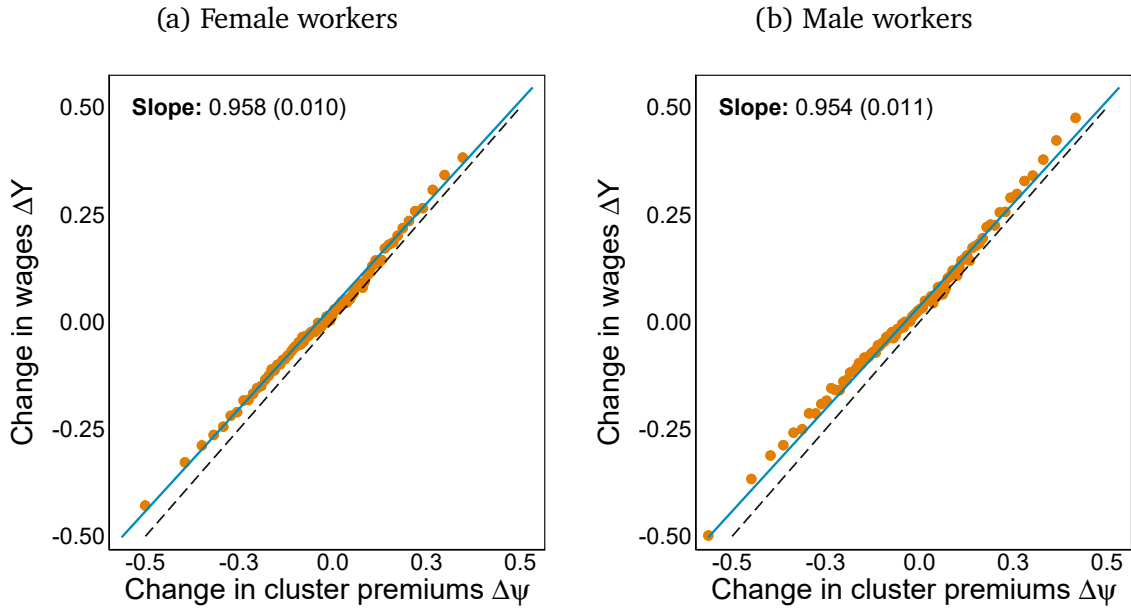 (a) Female workers
Slope: 0.958 (0.010)
0.50
0.25
0.00
-0.25
-0.50
-0.5
-0.3
0.0
0.3
0.5
Change in wages ΔY
Change in cluster premiums Δψ
(b) Male workers
Slope: 0.954 (0.011)
0.50
0.25
0.00
-0.25
-0.50
-0.5
-0.3
0.0
0.3
0.5
Change in wages ΔY
Change in cluster premiums Δψ